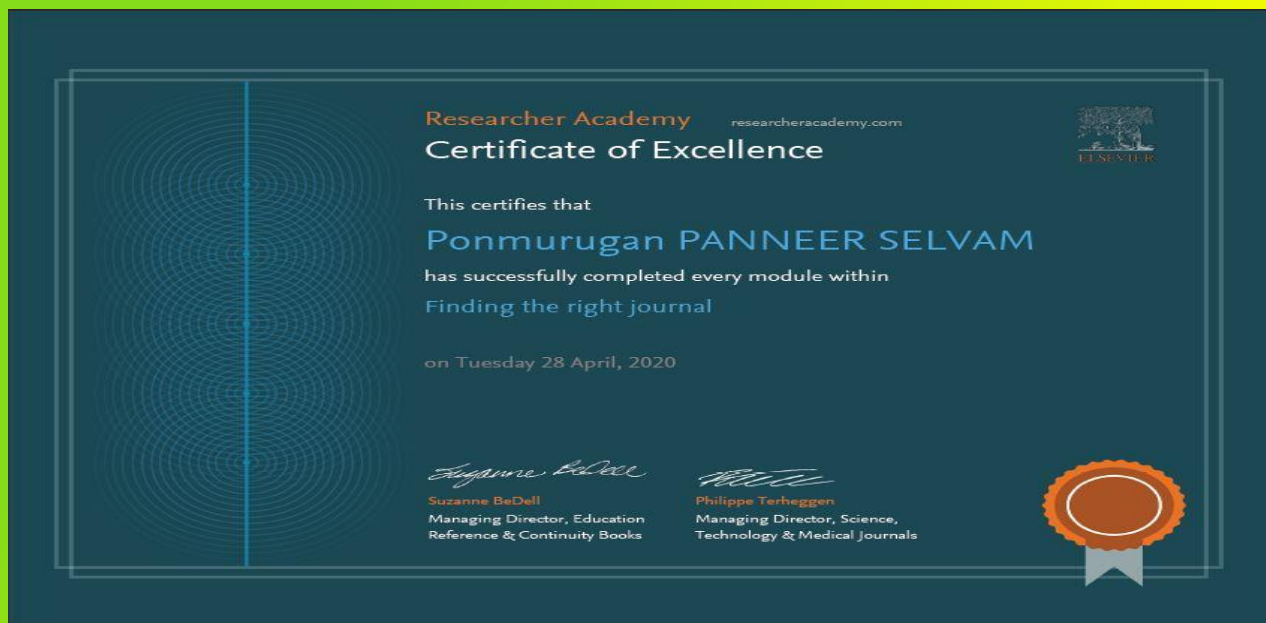 Researcher Academy researcheracademy.com
Certificate of Excellence
ELSEVIER
This certifies that
Ponmurugan PANNEER SELVAM
has successfully completed every module within
Finding the right journal
on Tuesday 28 April, 2020
Suzanne BeDell
Suzanne BeDell
Managing Director, Education
Reference & Continuity Books
Philippe Terheggen
Managing Director, Science,
Technology & Medical Journals